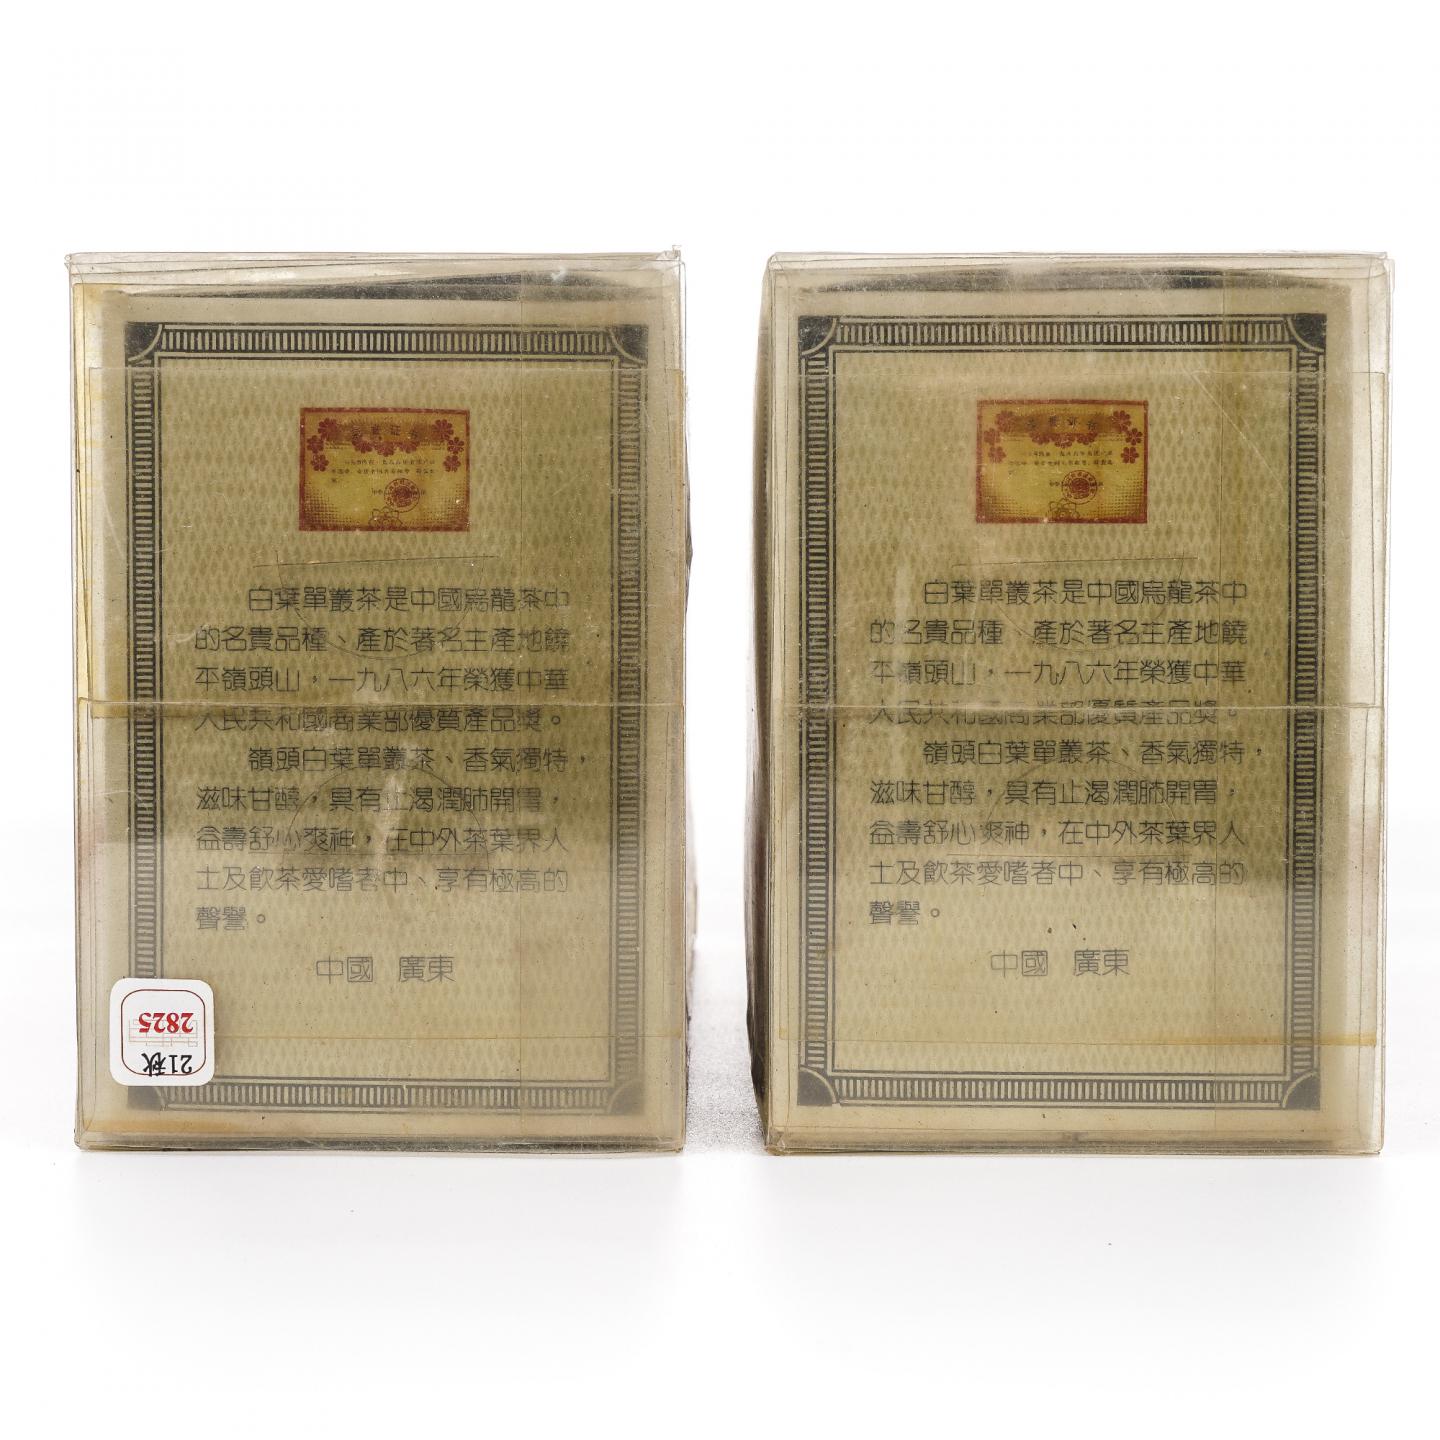 白葉單叢茶是中國烏龍茶中
的名貴品種、產於著名主產地饒
平嶺頭山，一九八六年榮獲中華
人民共和國商業部優質產品獎。
嶺頭白葉單叢茶、香氣獨特，
滋味甘醇，具有止渴潤肺開胃，
益壽舒心爽神，在中外茶葉界人
士及飲茶愛嗜者中、享有極高的
聲譽。
中國 廣東
2825
21秋
白葉單叢茶是中國烏龍茶中
的名貴品種、產於著名主產地饒
平嶺頭山，一九八六年榮獲中華
人民共和國商業部優質產品獎。
嶺頭白葉單叢茶、香氣獨特，
滋味甘醇，具有止渴潤肺開胃，
益壽舒心爽神，在中外茶葉界人
士及飲茶愛嗜者中、享有極高的
聲譽。
中國 廣東